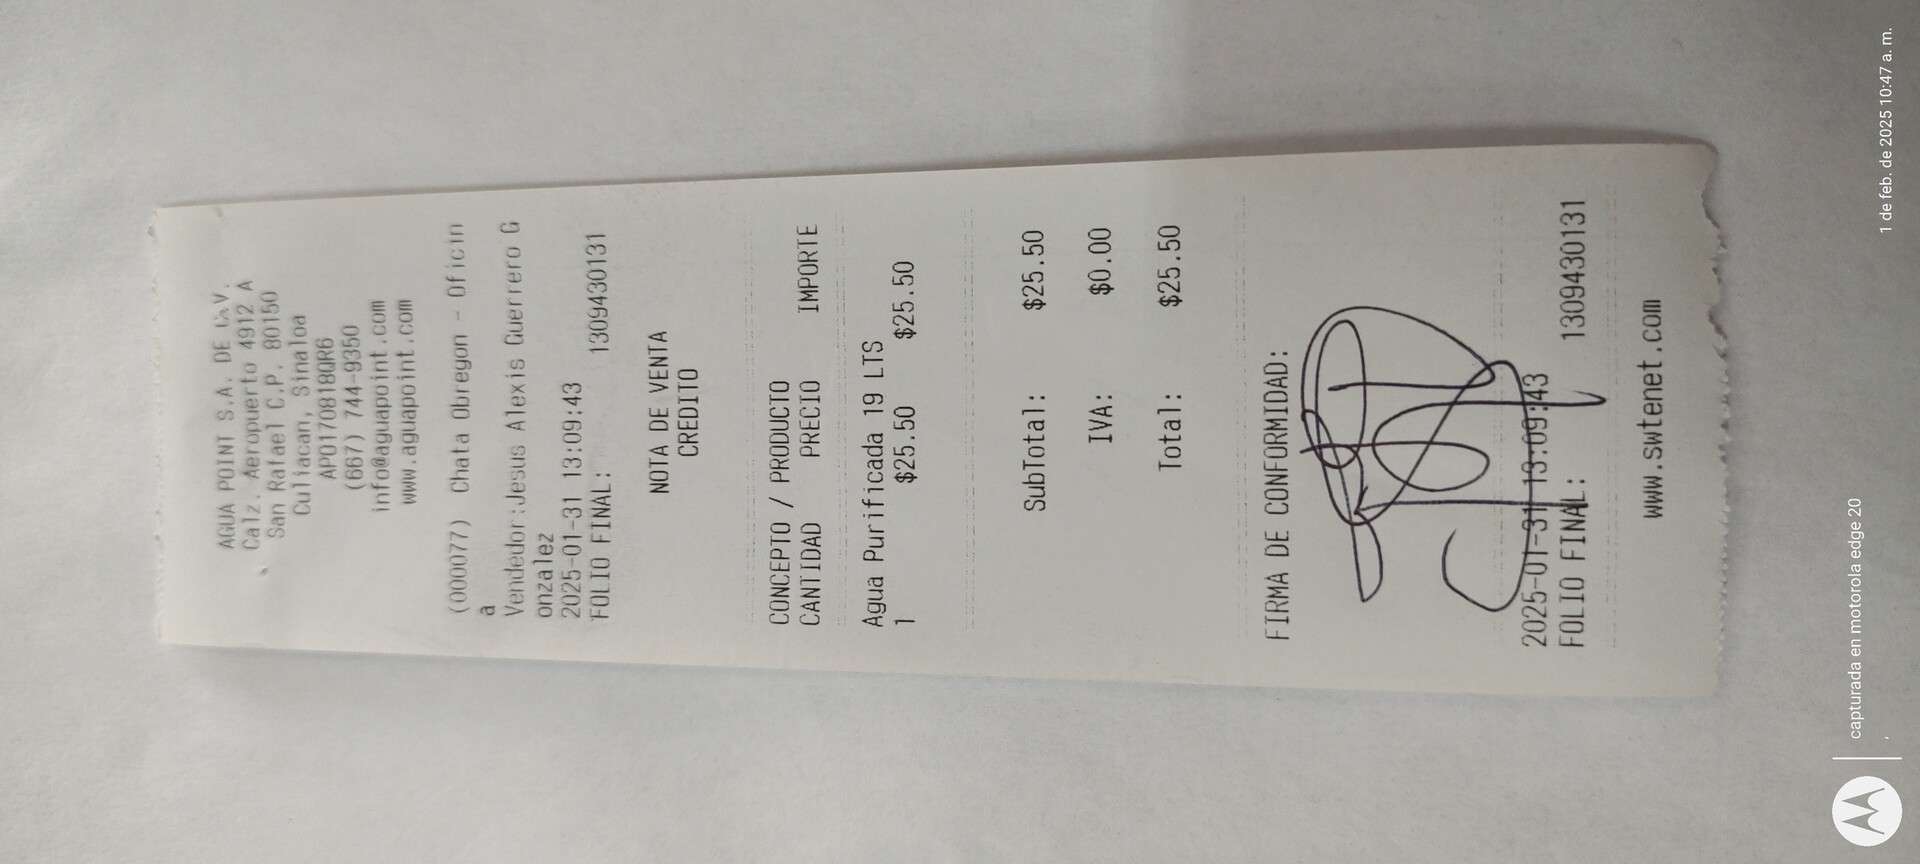 AGUA POINT S.A. DE C.V.
Calz. Aeropuerto 4912 A
San Rafael C.P. 80150
Culiacan, Sinaloa
APO170818QR6
(667) 744-9350
info@aguapoint.com
www.aguapoint.com
(000077) Chata Obregon - Oficin
a
Vendedor:Jesus Alexis Guerrero G
onzalez
2025-01-31 13:09:43
FOLIO FINAL: 1309430131
NOTA DE VENTA
CREDITO
CONCEPTO / PRODUCTO
CANTIDAD PRECIO IMPORTE
Agua Purificada 19 LTS
1 $25.50 $25.50
SubTotal: $25.50
IVA: $0.00
Total: $25.50
FIRMA DE CONFORMIDAD:
2025-01-31 13:09:43
FOLIO FINAL: 1309430131
www.swtenet.com
capturada en motorola edge 20
1 de feb. de 2025 10:47 a. m.